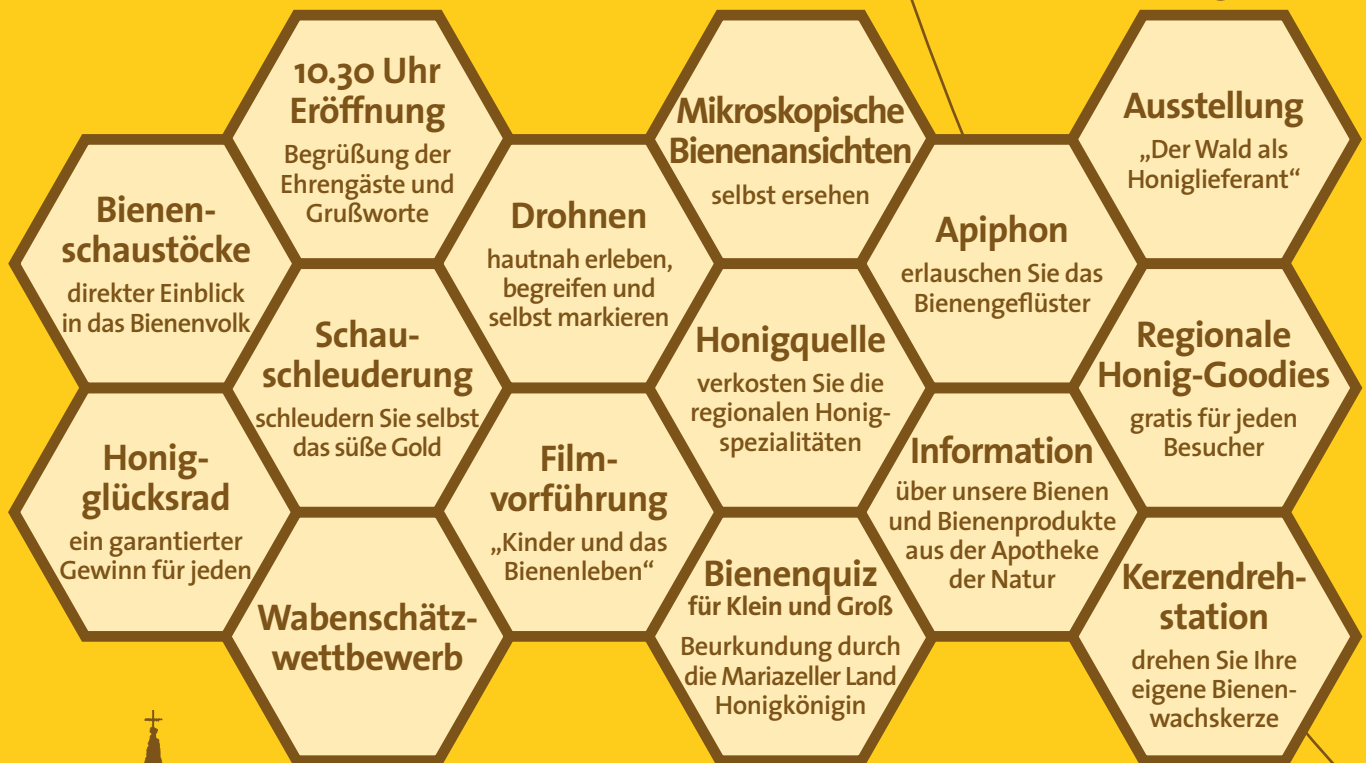 10.30 Uhr
Eröffnung
Begrüßung der
Ehrengäste und
Grußworte
Mikroskopische
Bienenansichten
selbst ersehen
Ausstellung
„Der Wald als
Honiglieferant“
Bienen-
schaustöcke
direkter Einblick
in das Bienenvolk
Drohnen
hautnah erleben,
begreifen und
selbst markieren
Apiphon
erlauschen Sie das
Bienengeflüster
Schau-
schleuderung
schleudern Sie selbst
das süße Gold
Honigquelle
verkosten Sie die
regionalen Honig-
spezialitäten
Regionale
Honig-Goodies
gratis für jeden
Besucher
Honig-
glücksrad
ein garantierter
Gewinn für jeden
Film-
vorführung
„Kinder und das
Bienenleben“
Information
über unsere Bienen
und Bienenprodukte
aus der Apotheke
der Natur
Wabenschätz-
wettbewerb
Bienenquiz
für Klein und Groß
Beurkundung durch
die Mariazeller Land
Honigkönigin
Kerzendreh-
station
drehen Sie Ihre
eigene Bienen-
wachskerze